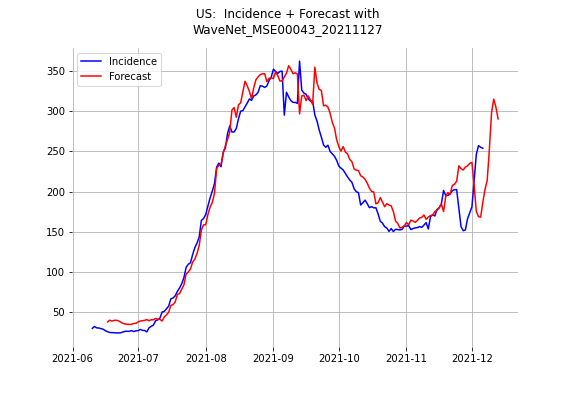 US:  Incidence + Forecast with
WaveNet_MSE00043_20211127
Incidence
Forecast
350
300
250
200
150
100
50
2021-06 2021-07 2021-08 2021-09 2021-10 2021-11 2021-12